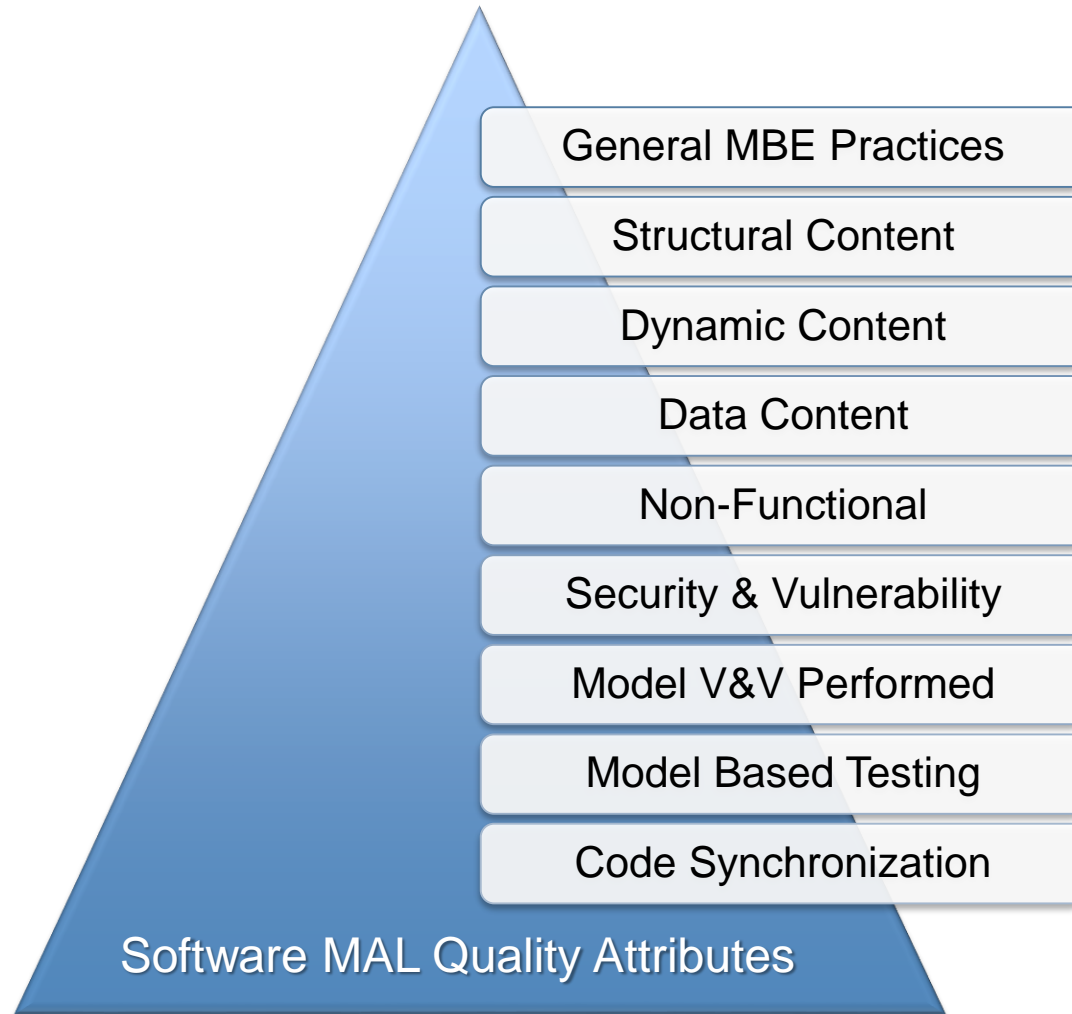 General MBE Practices
Structural Content
Dynamic Content
Data Content
Non-Functional
Security & Vulnerability
Model V&V Performed
Model Based Testing
Code Synchronization
Software MAL Quality Attributes